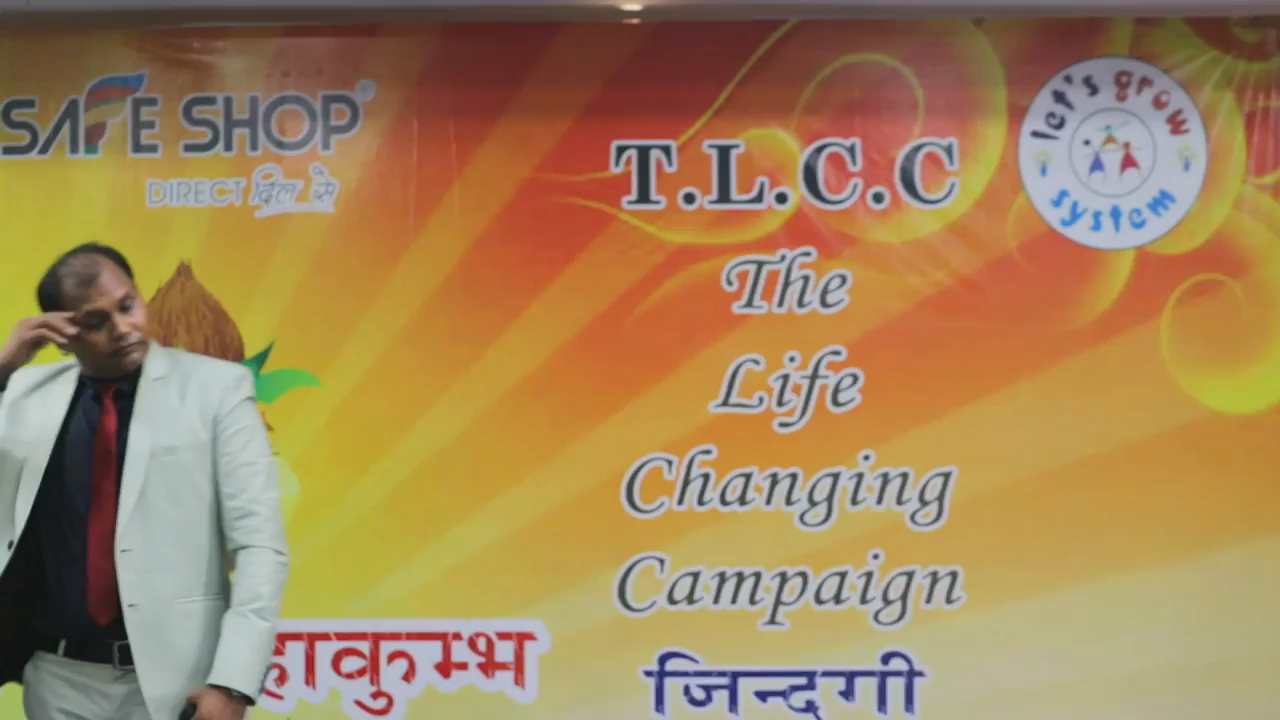 SAFE SHOP®
DIRECT दिल से
T.L.C.C
let's grow
system
The
Life
Changing
Campaign
हाकुम्भ
जिन्दगी